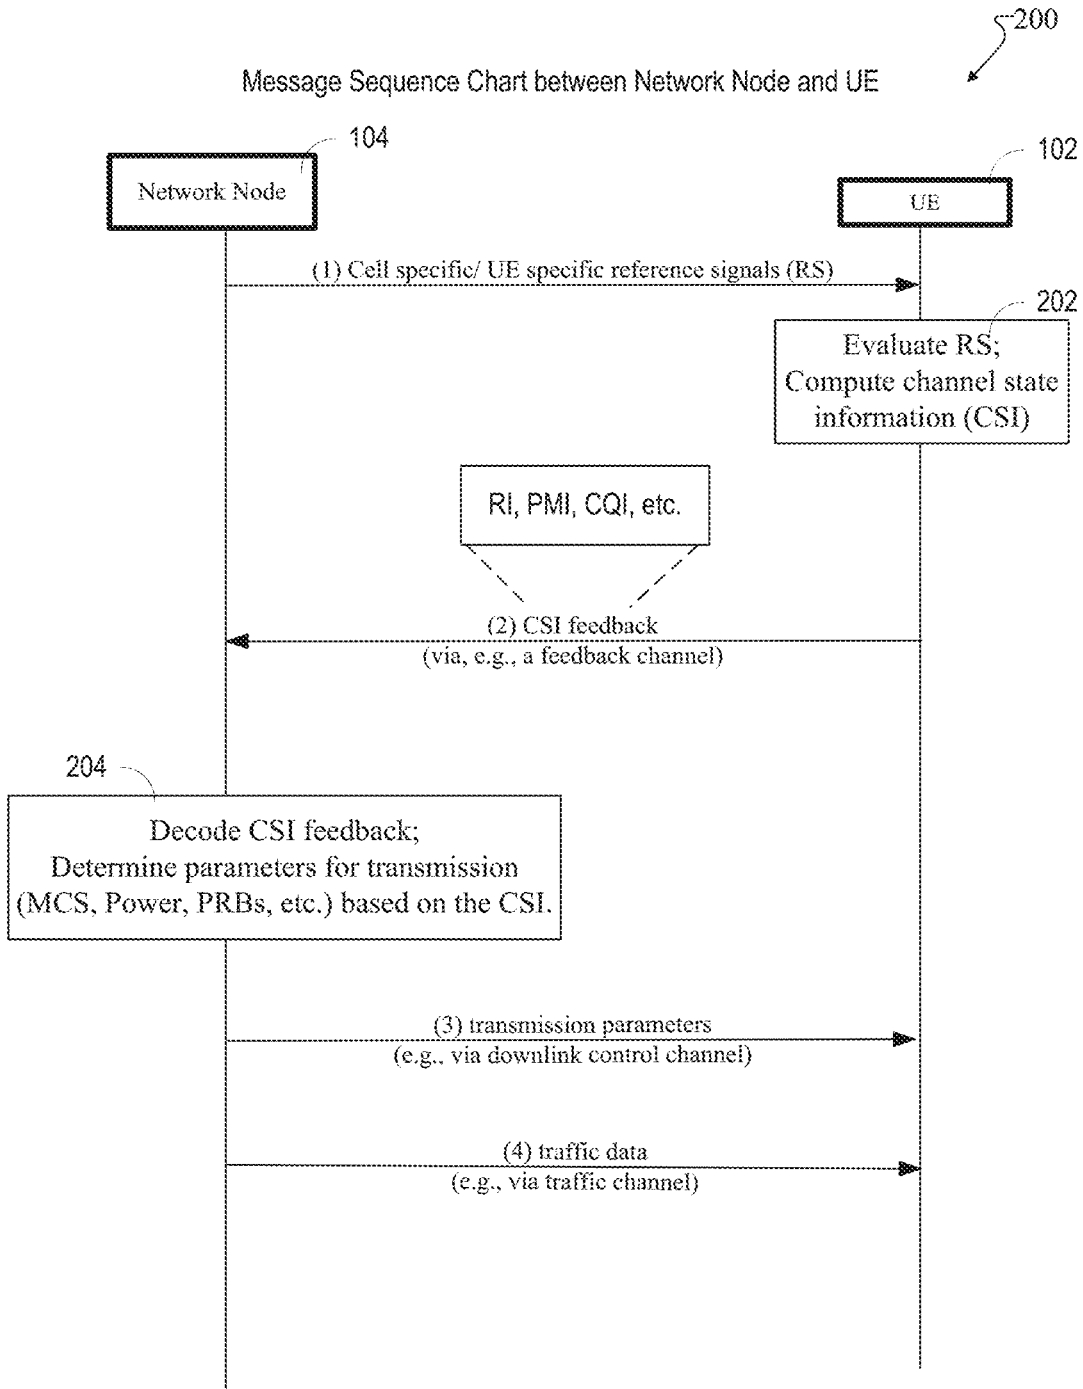 200
Message Sequence Chart between Network Node and UE
104
Network Node
102
UE
(1) Cell specific/ UE specific reference signals (RS)
202
Evaluate RS;
Compute channel state
information (CSI)
RI, PMI, CQI, etc.
(2) CSI feedback
(via, e.g., a feedback channel)
204
Decode CSI feedback;
Determine parameters for transmission
(MCS, Power, PRBs, etc.) based on the CSI.
(3) transmission parameters
(e.g., via downlink control channel)
(4) traffic data
(e.g., via traffic channel)